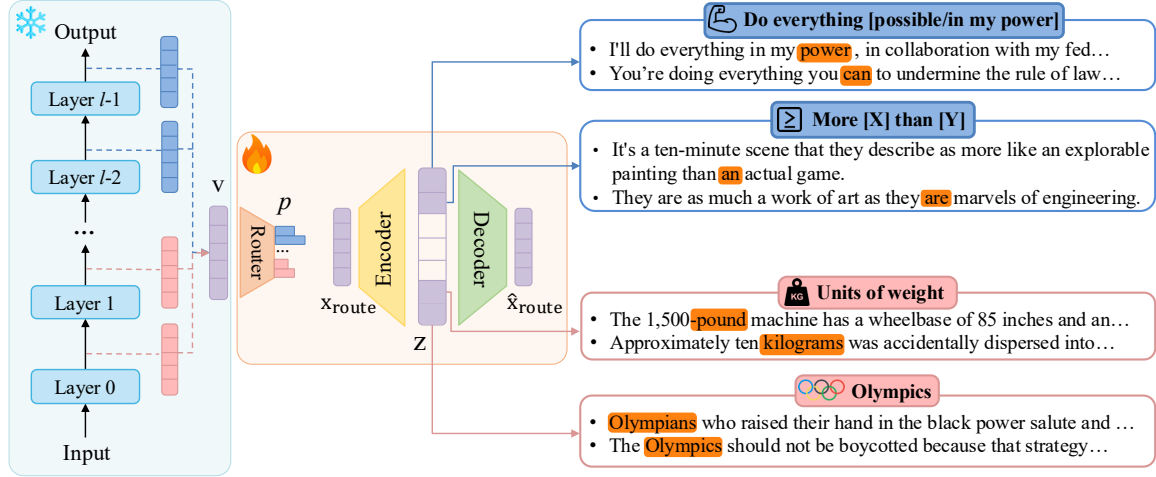 Output
Layer l-1
Layer l-2
...
Layer 1
Layer 0
Input
v
Router
p
...
x_route
Encoder
z
Decoder
x̂_route
Do everything [possible/in my power]
• I'll do everything in my power , in collaboration with my fed…
• You're doing everything you can to undermine the rule of law…
≥ More [X] than [Y]
• It's a ten-minute scene that they describe as more like an explorable
painting than an actual game.
• They are as much a work of art as they are marvels of engineering.
KG Units of weight
• The 1,500-pound machine has a wheelbase of 85 inches and an…
• Approximately ten kilograms was accidentally dispersed into…
Olympics
• Olympians who raised their hand in the black power salute and …
• The Olympics should not be boycotted because that strategy…